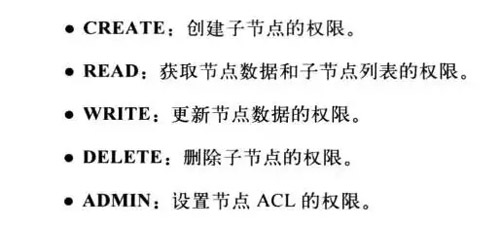 ● CREATE：创建子节点的权限。
● READ：获取节点数据和子节点列表的权限。
● WRITE：更新节点数据的权限。
● DELETE：删除子节点的权限。
● ADMIN：设置节点 ACL 的权限。